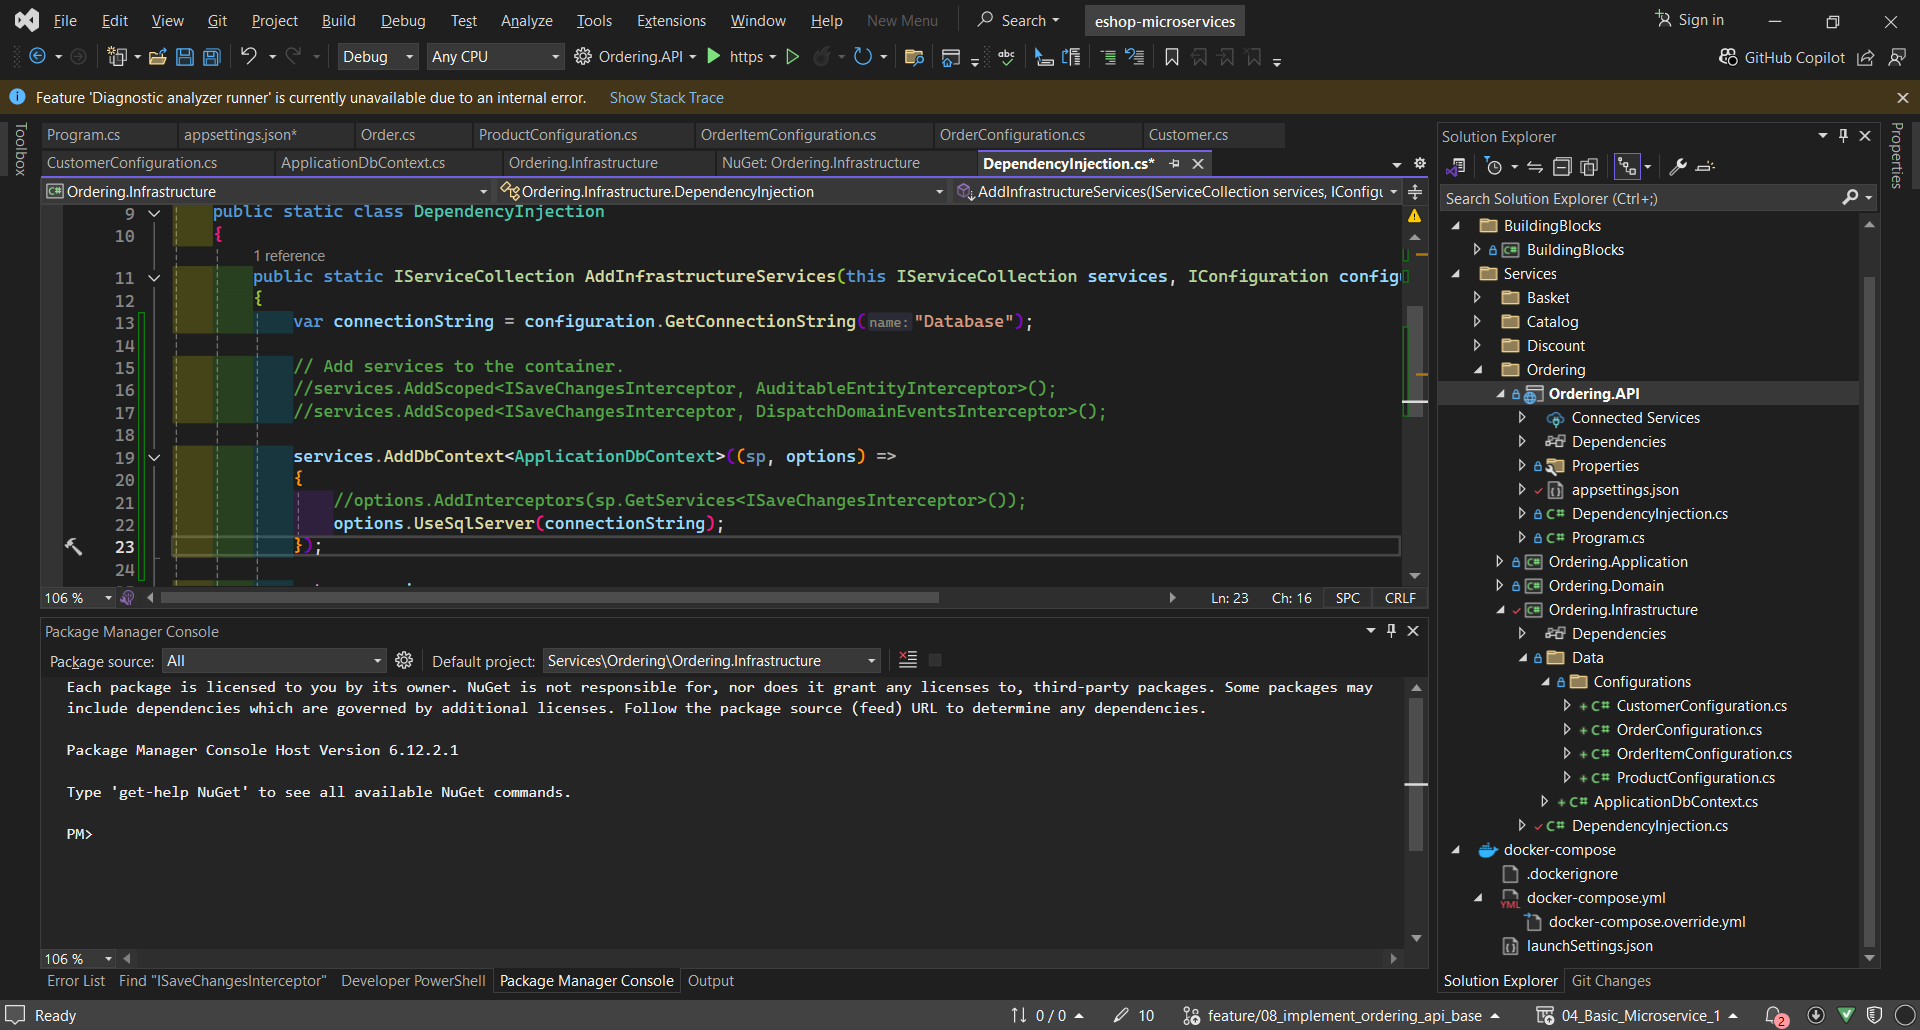 File Edit View Git Project Build Debug Test Analyze Tools Extensions Window Help New Menu Search eshop-microservices Sign in
Debug Any CPU Ordering.API https abc GitHub Copilot
Feature 'Diagnostic analyzer runner' is currently unavailable due to an internal error. Show Stack Trace
Toolbox
Program.cs appsettings.json* Order.cs ProductConfiguration.cs OrderItemConfiguration.cs OrderConfiguration.cs Customer.cs
CustomerConfiguration.cs ApplicationDbContext.cs Ordering.Infrastructure NuGet: Ordering.Infrastructure DependencyInjection.cs*
Ordering.Infrastructure Ordering.Infrastructure.DependencyInjection AddInfrastructureServices(IServiceCollection services, IConfigu
9 public static class DependencyInjection
10 {
1 reference
11 public static IServiceCollection AddInfrastructureServices(this IServiceCollection services, IConfiguration config
12 {
13 var connectionString = configuration.GetConnectionString(name: "Database");
14
15 // Add services to the container.
16 //services.AddScoped<ISaveChangesInterceptor, AuditableEntityInterceptor>();
17 //services.AddScoped<ISaveChangesInterceptor, DispatchDomainEventsInterceptor>();
18
19 services.AddDbContext<ApplicationDbContext>((sp, options) =>
20 {
21 //options.AddInterceptors(sp.GetServices<ISaveChangesInterceptor>());
22 options.UseSqlServer(connectionString);
23 });
24
106 % Ln: 23 Ch: 16 SPC CRLF
Package Manager Console
Package source: All Default project: Services\Ordering\Ordering.Infrastructure
Each package is licensed to you by its owner. NuGet is not responsible for, nor does it grant any licenses to, third-party packages. Some packages may
include dependencies which are governed by additional licenses. Follow the package source (feed) URL to determine any dependencies.
Package Manager Console Host Version 6.12.2.1
Type 'get-help NuGet' to see all available NuGet commands.
PM>
106 %
Error List Find "ISaveChangesInterceptor" Developer PowerShell Package Manager Console Output
Solution Explorer
Search Solution Explorer (Ctrl+;)
BuildingBlocks
C# BuildingBlocks
Services
Basket
Catalog
Discount
Ordering
Ordering.API
Connected Services
Dependencies
Properties
appsettings.json
C# DependencyInjection.cs
C# Program.cs
C# Ordering.Application
C# Ordering.Domain
C# Ordering.Infrastructure
Dependencies
Data
Configurations
C# CustomerConfiguration.cs
C# OrderConfiguration.cs
C# OrderItemConfiguration.cs
C# ProductConfiguration.cs
C# ApplicationDbContext.cs
C# DependencyInjection.cs
docker-compose
.dockerignore
YML docker-compose.yml
docker-compose.override.yml
launchSettings.json
Solution Explorer Git Changes
Properties
Ready 0 / 0 10 feature/08_implement_ordering_api_base 04_Basic_Microservice_1 2